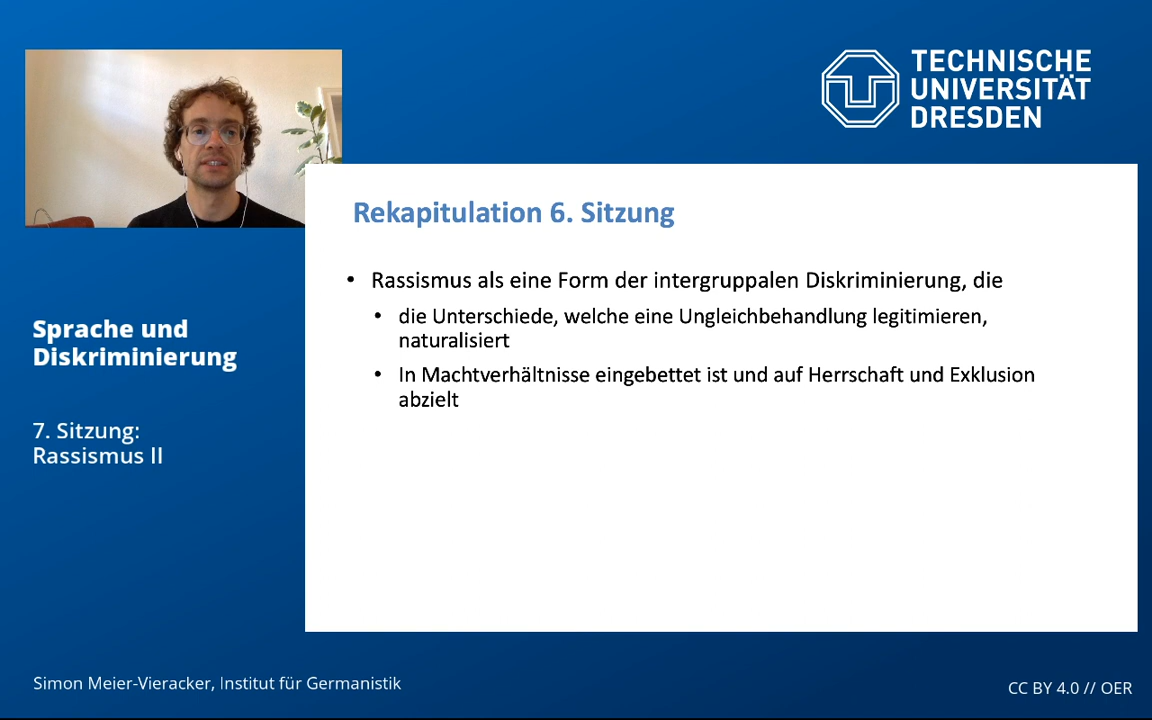 TECHNISCHE
UNIVERSITÄT
DRESDEN
Rekapitulation 6. Sitzung
• Rassismus als eine Form der intergruppalen Diskriminierung, die
• die Unterschiede, welche eine Ungleichbehandlung legitimieren,
naturalisiert
• In Machtverhältnisse eingebettet ist und auf Herrschaft und Exklusion
abzielt
Sprache und
Diskriminierung
7. Sitzung:
Rassismus II
Simon Meier-Vieracker, Institut für Germanistik
CC BY 4.0 // OER